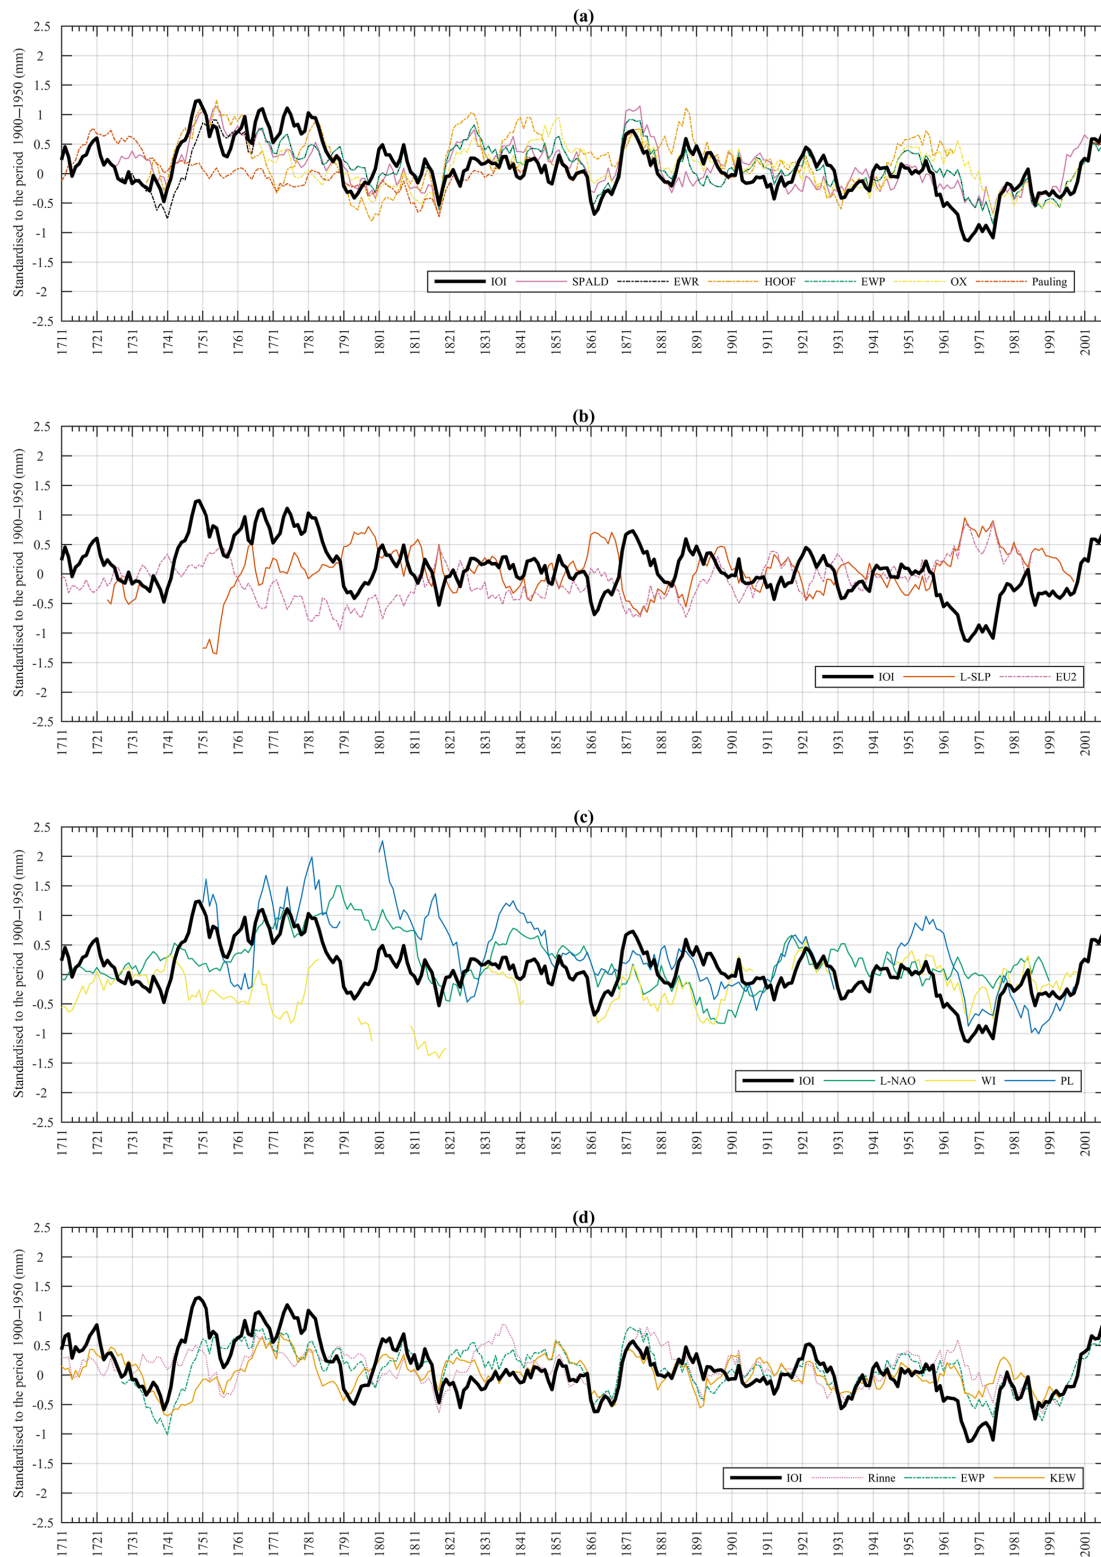 (a)
Standardised to the period 1900–1950 (mm)
2.5
2
1.5
1
0.5
0
-0.5
-1
-1.5
-2
-2.5
IOI SPALD EWR HOOF EWP OX Pauling
1711 1721 1731 1741 1751 1761 1771 1781 1791 1801 1811 1821 1831 1841 1851 1861 1871 1881 1891 1901 1911 1921 1931 1941 1951 1961 1971 1981 1991 2001
(b)
Standardised to the period 1900–1950 (mm)
2.5
2
1.5
1
0.5
0
-0.5
-1
-1.5
-2
-2.5
IOI L-SLP EU2
1711 1721 1731 1741 1751 1761 1771 1781 1791 1801 1811 1821 1831 1841 1851 1861 1871 1881 1891 1901 1911 1921 1931 1941 1951 1961 1971 1981 1991 2001
(c)
Standardised to the period 1900–1950 (mm)
2.5
2
1.5
1
0.5
0
-0.5
-1
-1.5
-2
-2.5
IOI L-NAO WI PL
1711 1721 1731 1741 1751 1761 1771 1781 1791 1801 1811 1821 1831 1841 1851 1861 1871 1881 1891 1901 1911 1921 1931 1941 1951 1961 1971 1981 1991 2001
(d)
Standardised to the period 1900–1950 (mm)
2.5
2
1.5
1
0.5
0
-0.5
-1
-1.5
-2
-2.5
IOI Rinne EWP KEW
1711 1721 1731 1741 1751 1761 1771 1781 1791 1801 1811 1821 1831 1841 1851 1861 1871 1881 1891 1901 1911 1921 1931 1941 1951 1961 1971 1981 1991 2001